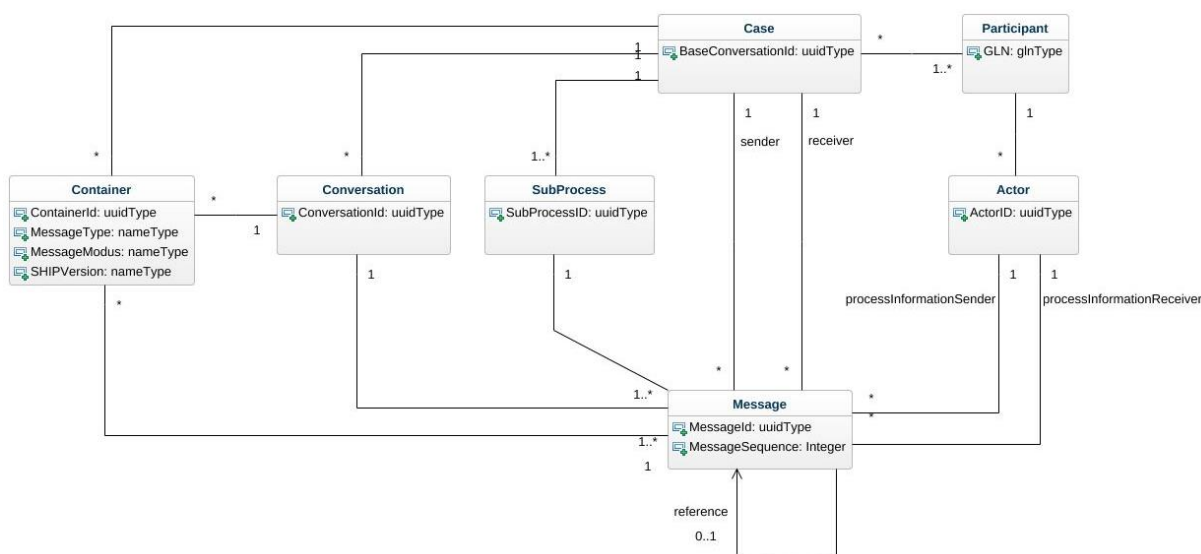 Case
BaseConversationId: uuidType
Participant
GLN: glnType
*
1..*
1
1
1
1
1
1
sender
receiver
*
*
1..*
*
Container
ContainerId: uuidType
MessageType: nameType
MessageModus: nameType
SHIPVersion: nameType
Conversation
ConversationId: uuidType
SubProcess
SubProcessID: uuidType
Actor
ActorID: uuidType
*
1
1
1
1
1
processInformationSender
processInformationReceiver
*
*
*
1..*
*
*
Message
MessageId: uuidType
MessageSequence: Integer
1..*
1
reference
0..1